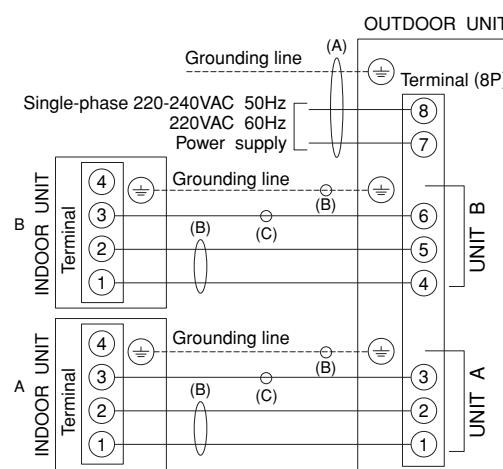 OUTDOOR UNIT
(A)
Grounding line
Terminal (8P)
Single-phase 220-240VAC 50Hz
220VAC 60Hz
Power supply
8
7
B
INDOOR UNIT
Terminal
4
3
2
1
Grounding line
(B)
(C)
(B)
6
5
4
UNIT B
A
INDOOR UNIT
Terminal
4
3
2
1
Grounding line
(B)
(C)
(B)
3
2
1
UNIT A